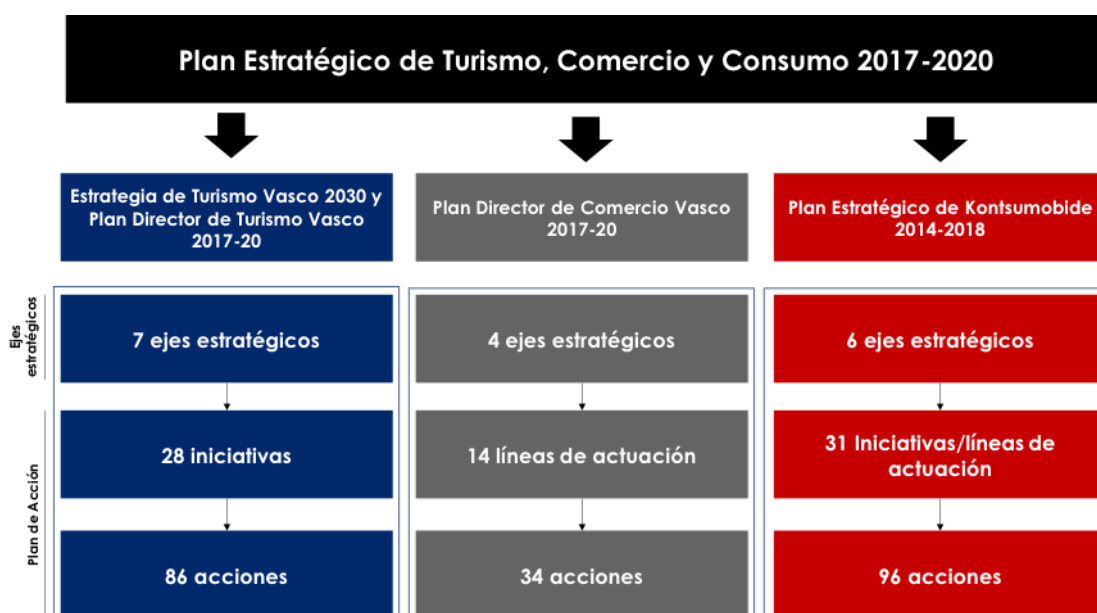 Plan Estratégico de Turismo, Comercio y Consumo 2017-2020
Estrategia de Turismo Vasco 2030 y
Plan Director de Turismo Vasco
2017-20
Plan Director de Comercio Vasco
2017-20
Plan Estratégico de Kontsumobide
2014-2018
Ejes
estratégicos
7 ejes estratégicos
4 ejes estratégicos
6 ejes estratégicos
Plan de Acción
28 iniciativas
14 líneas de actuación
31 Iniciativas/líneas de
actuación
86 acciones
34 acciones
96 acciones